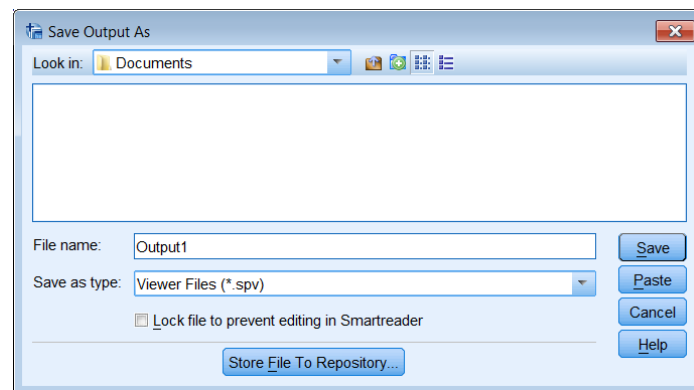 Save Output As
Look in: Documents
File name: Output1
Save
Save as type: Viewer Files (*.spv)
Paste
Lock file to prevent editing in Smartreader
Cancel
Help
Store File To Repository...